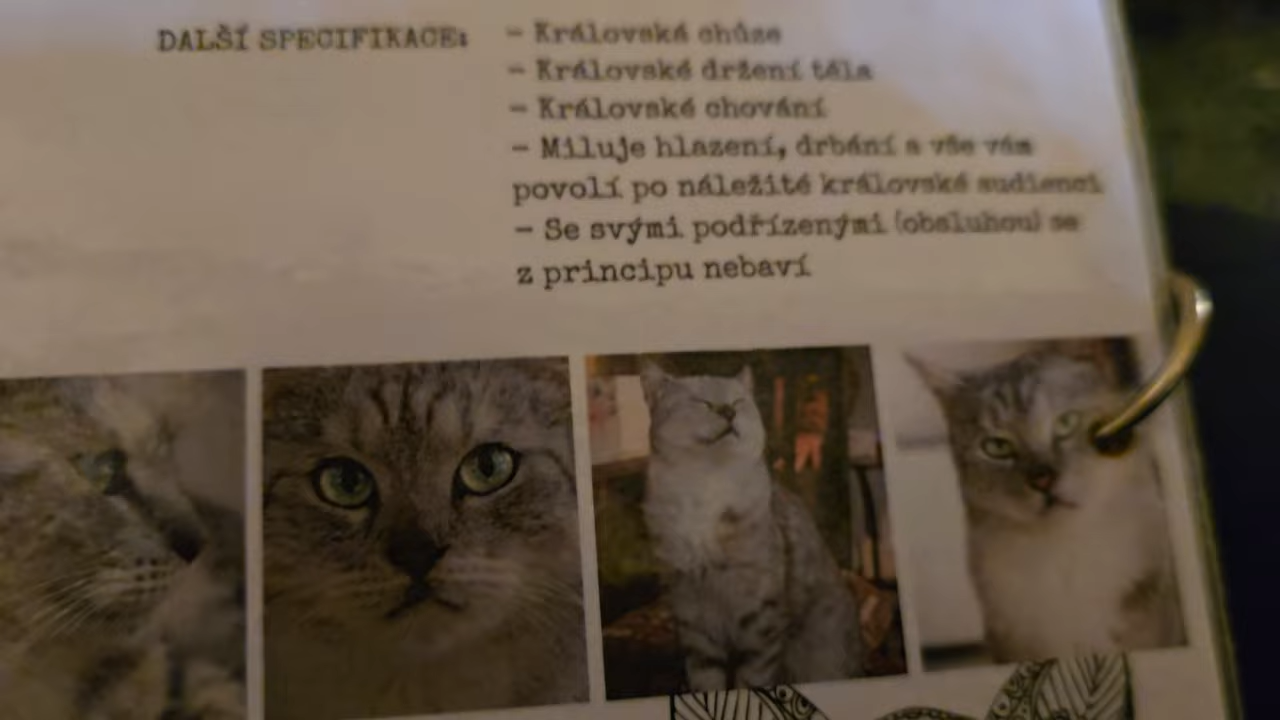 DALŠÍ SPECIFIKACE: - Královská chůze
- Královské držení těla
- Královské chování
- Miluje hlazení, drbání a vše vám
povolí po náležité královské audienci
- Se svými podřízenými (obsluhou) se
z principu nebaví